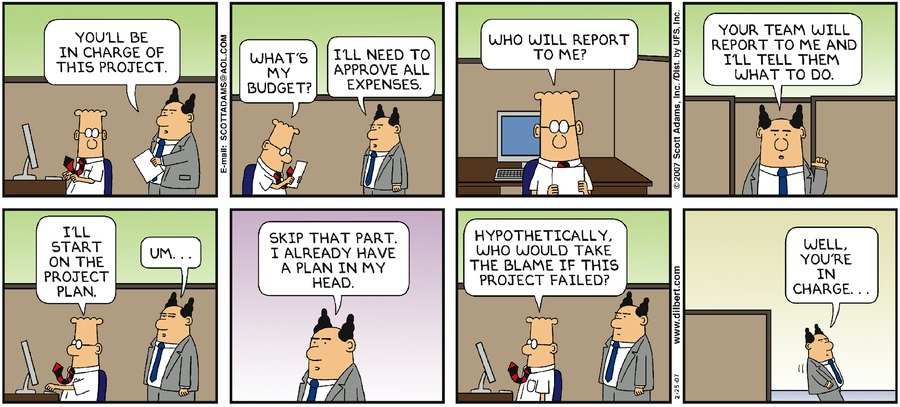 YOU'LL BE
IN CHARGE OF
THIS PROJECT.
E-mail: SCOTTADAMS@AOL.COM
WHAT'S
MY
BUDGET?
I'LL NEED TO
APPROVE ALL
EXPENSES.
WHO WILL REPORT
TO ME?
©2007 Scott Adams, Inc./Dist. by UFS, Inc.
YOUR TEAM WILL
REPORT TO ME AND
I'LL TELL THEM
WHAT TO DO.
I'LL
START
ON THE
PROJECT
PLAN.
UM...
SKIP THAT PART.
I ALREADY HAVE
A PLAN IN MY
HEAD.
HYPOTHETICALLY,
WHO WOULD TAKE
THE BLAME IF THIS
PROJECT FAILED?
www.dilbert.com
2-25-07
WELL,
YOU'RE
IN
CHARGE...